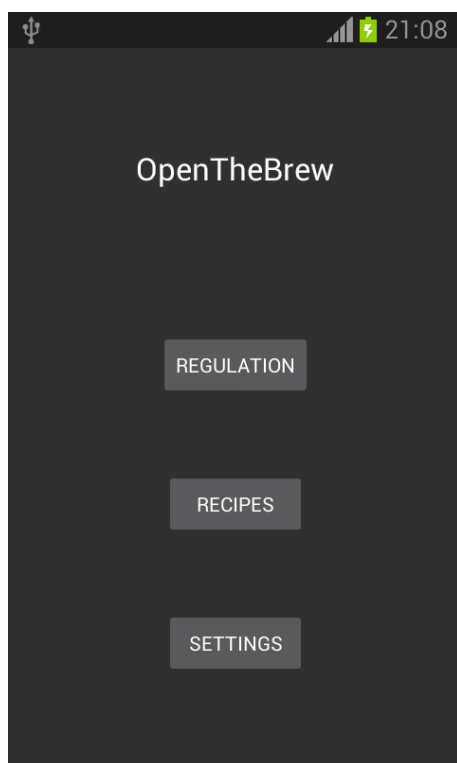 21:08
OpenTheBrew
REGULATION
RECIPES
SETTINGS